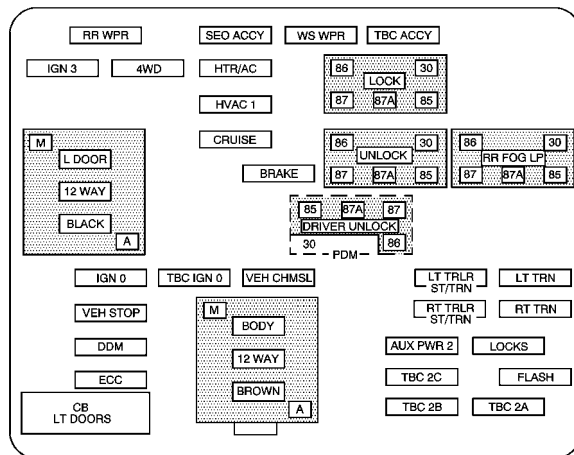 RR WPR
SEO ACCY
WS WPR
TBC ACCY
IGN 3
4WD
HTR/AC
86
30
LOCK
87
87A
85
HVAC 1
CRUISE
M
L DOOR
12 WAY
BLACK
A
86
30
UNLOCK
87
87A
85
86
30
RR FOG LP
87
87A
85
BRAKE
85
87A
87
DRIVER UNLOCK
30
86
PDM
IGN 0
TBC IGN 0
VEH CHMSL
LT TRLR
ST/TRN
LT TRN
VEH STOP
M
BODY
12 WAY
BROWN
A
RT TRLR
ST/TRN
RT TRN
DDM
AUX PWR 2
LOCKS
ECC
TBC 2C
FLASH
CB
LT DOORS
TBC 2B
TBC 2A